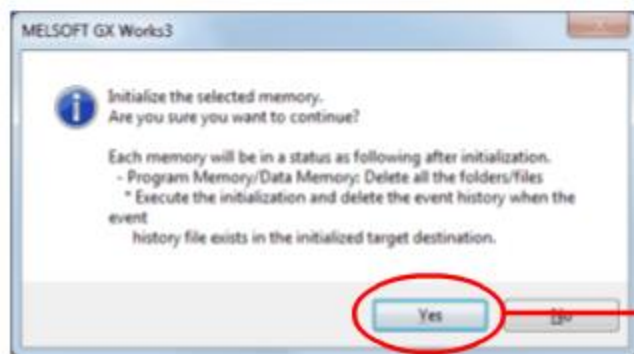 MELSOFT GX Works3
Initialize the selected memory.
Are you sure you want to continue?
Each memory will be in a status as following after initialization.
- Program Memory/Data Memory: Delete all the folders/files
* Execute the initialization and delete the event history when the
event
history file exists in the initialized target destination.
Yes
No